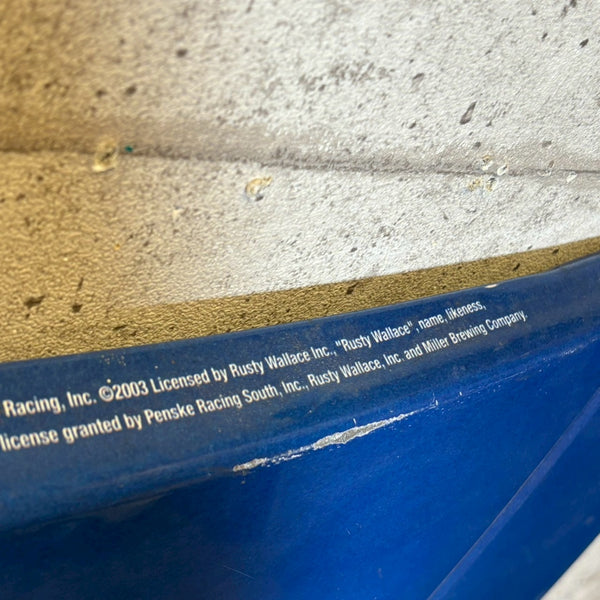 Racing, Inc. ©2003 Licensed by Rusty Wallace Inc., "Rusty Wallace", name, likeness,
license granted by Penske Racing South, Inc., Rusty Wallace, Inc and Miller Brewing Company.